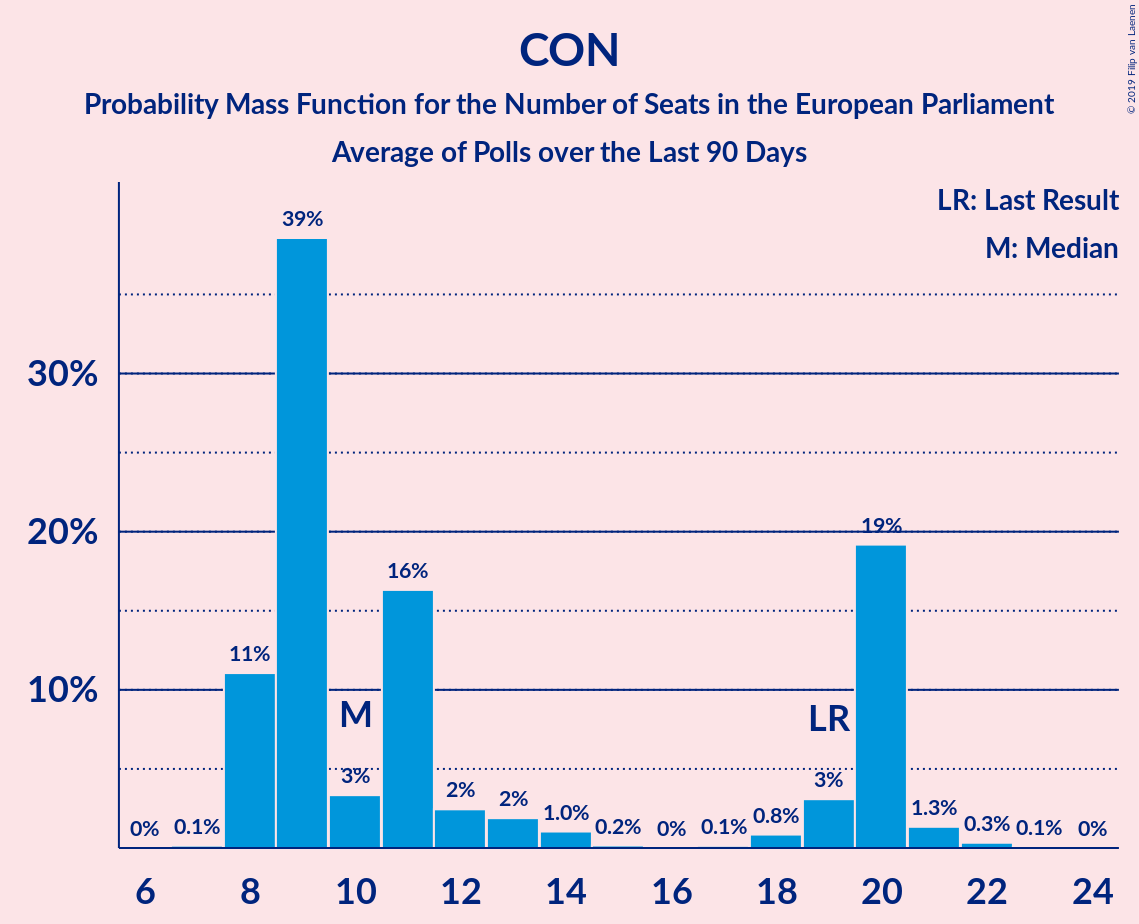 CON
Probability Mass Function for the Number of Seats in the European Parliament
Average of Polls over the Last 90 Days
© 2019 Filip van Laenen
LR: Last Result
M: Median
30%
20%
10%
0%
0.1%
11%
39%
3%
16%
2%
2%
1.0%
0.2%
0%
0.1%
0.8%
3%
19%
1.3%
0.3%
0.1%
0%
M
LR
6 8 10 12 14 16 18 20 22 24